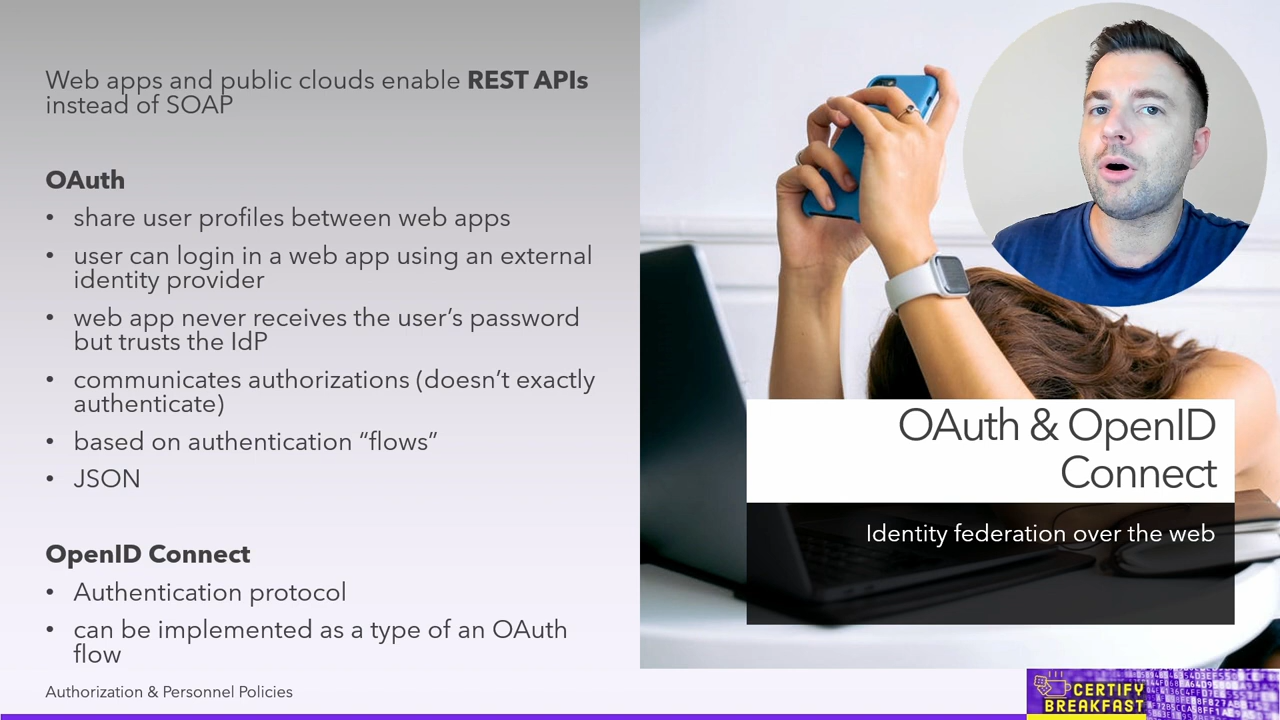 Web apps and public clouds enable REST APIs
instead of SOAP
OAuth
• share user profiles between web apps
• user can login in a web app using an external
identity provider
• web app never receives the user’s password
but trusts the IdP
• communicates authorizations (doesn’t exactly
authenticate)
• based on authentication “flows”
• JSON
OpenID Connect
• Authentication protocol
• can be implemented as a type of an OAuth
flow
Authorization & Personnel Policies
OAuth & OpenID
Connect
Identity federation over the web
CERTIFY
BREAKFAST